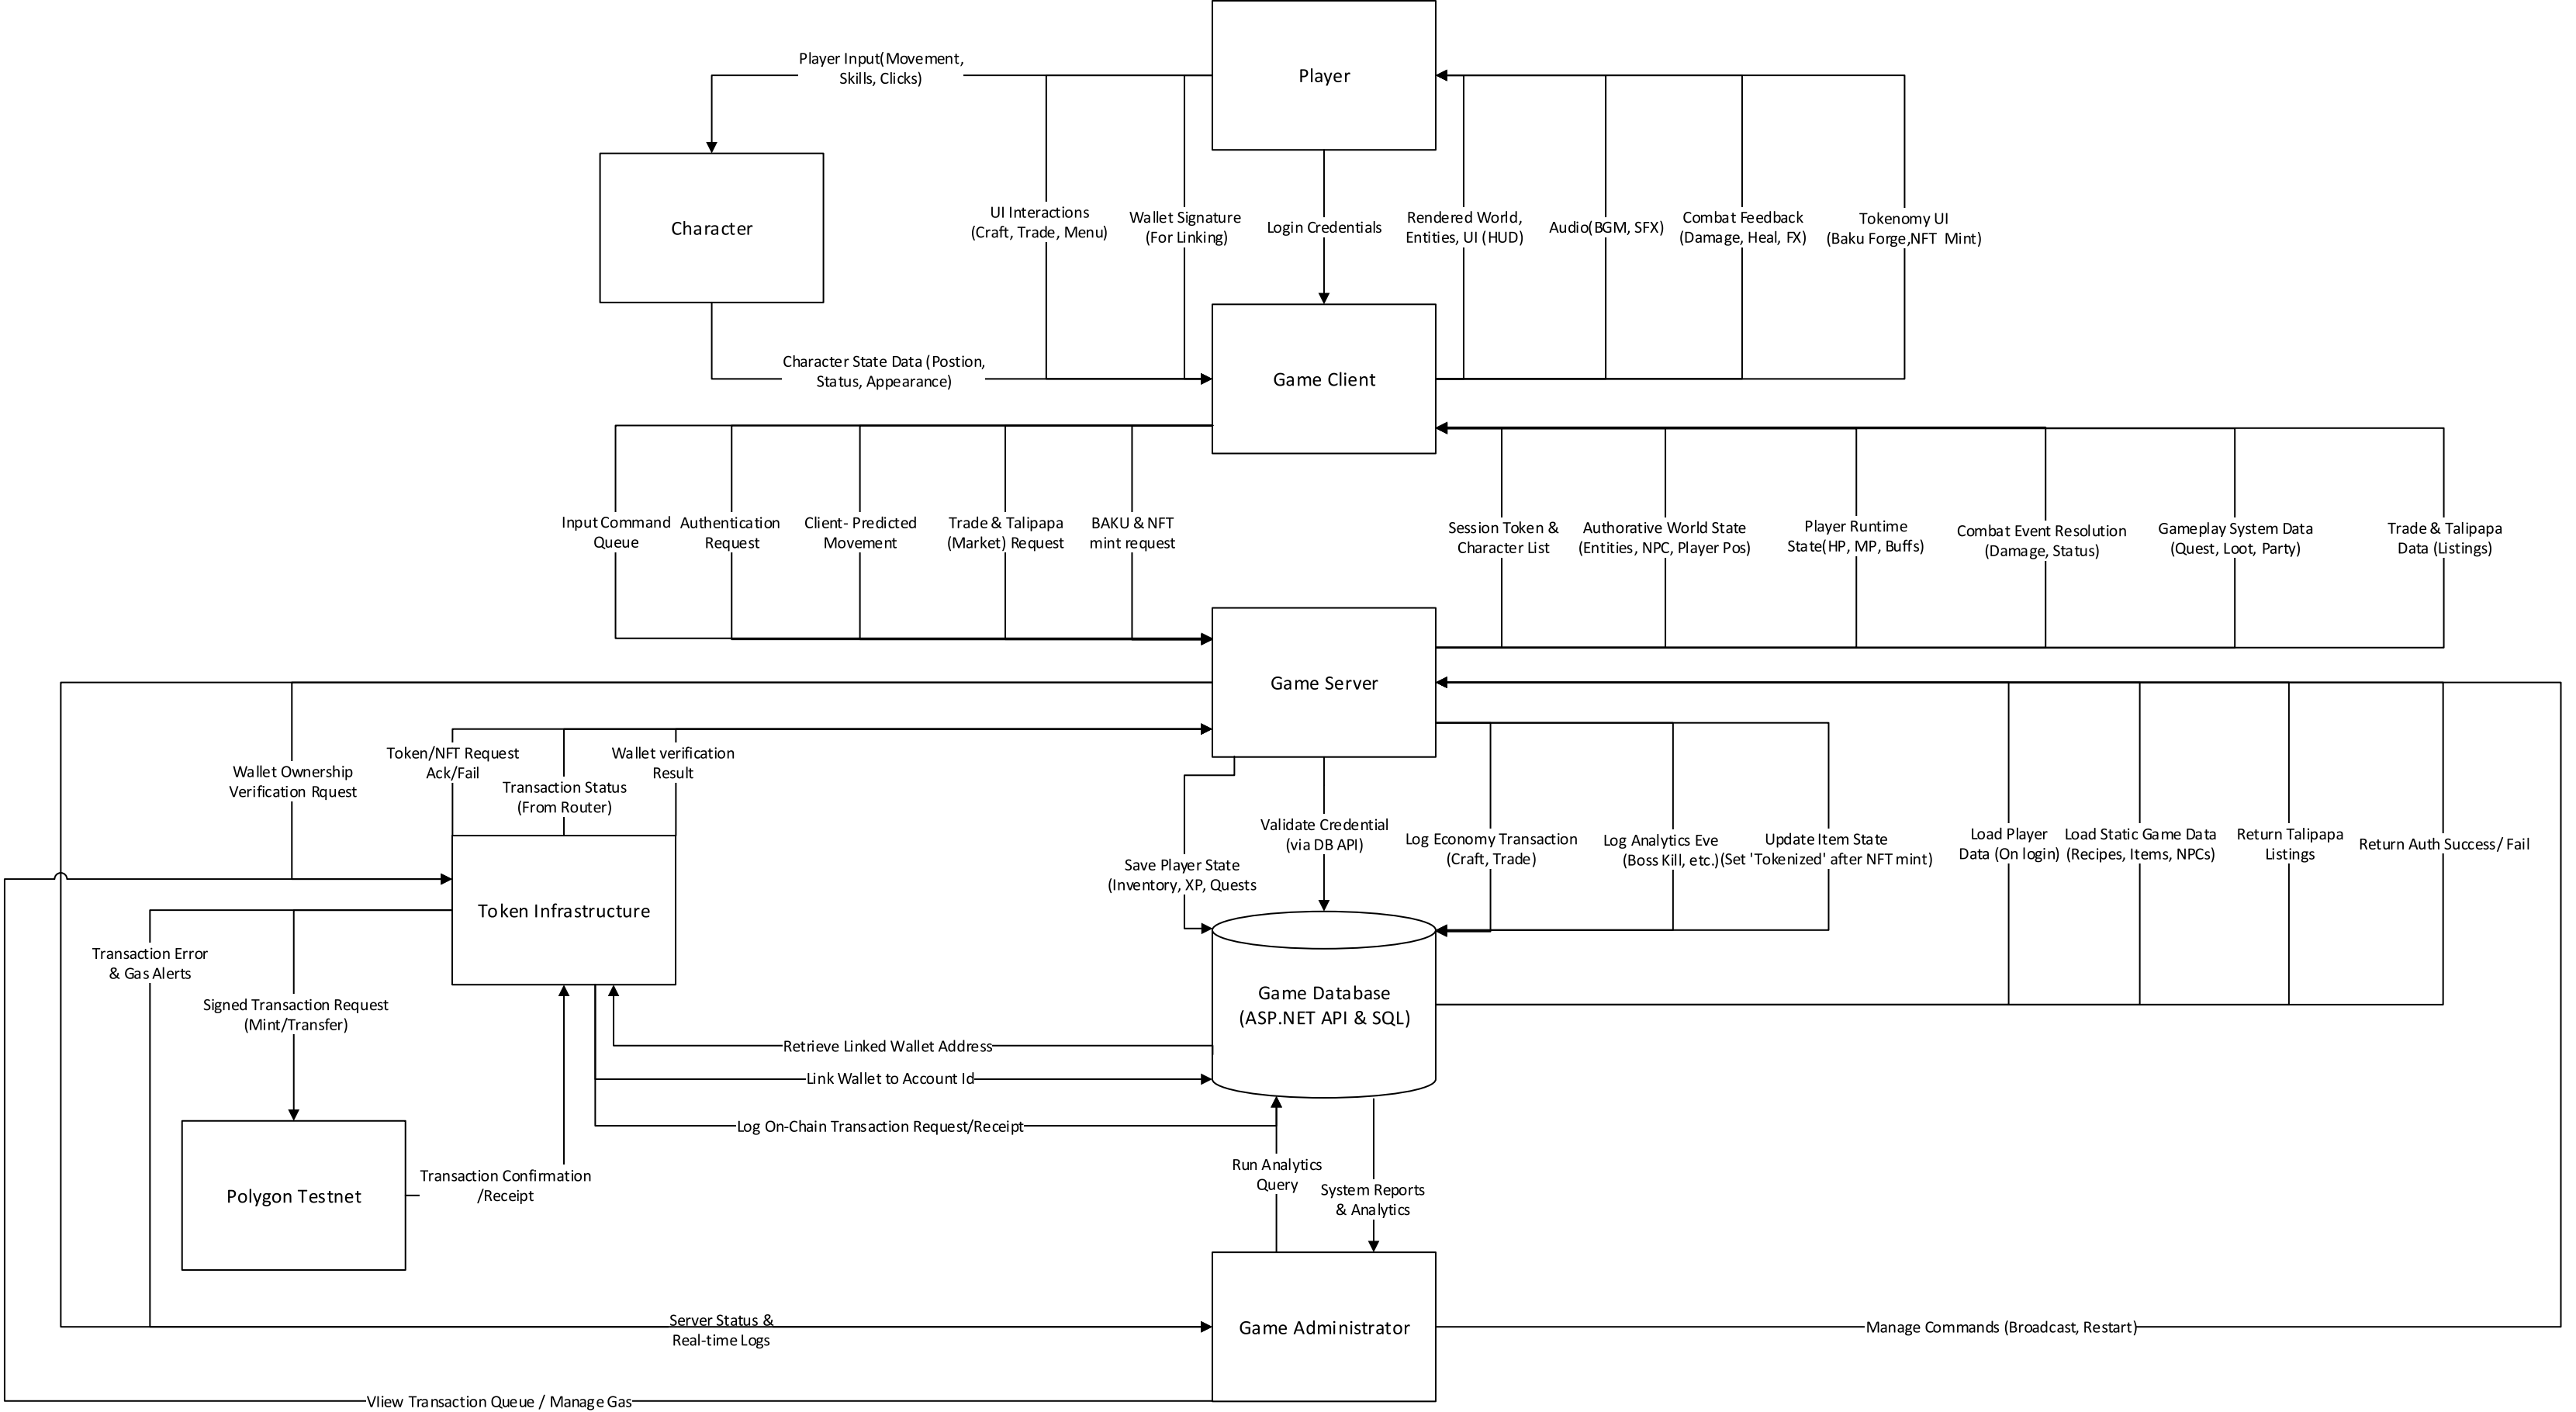 Player
Player Input(Movement,
Skills, Clicks)
Character
UI Interactions
(Craft, Trade, Menu)
Wallet Signature
(For Linking)
Login Credentials
Rendered World,
Entities, UI (HUD)
Audio(BGM, SFX)
Combat Feedback
(Damage, Heal, FX)
Tokenomy UI
(Baku Forge,NFT  Mint)
Character State Data (Postion,
Status, Appearance)
Game Client
Input Command
Queue
Authentication
Request
Client- Predicted
Movement
Trade & Talipapa
(Market) Request
BAKU & NFT
mint request
Session Token &
Character List
Authorative World State
(Entities, NPC, Player Pos)
Player Runtime
State(HP, MP, Buffs)
Combat Event Resolution
(Damage, Status)
Gameplay System Data
(Quest, Loot, Party)
Trade & Talipapa
Data (Listings)
Game Server
Wallet Ownership
Verification Rquest
Token/NFT Request
Ack/Fail
Transaction Status
(From Router)
Wallet verification
Result
Save Player State
(Inventory, XP, Quests
Validate Credential
(via DB API)
Log Economy Transaction
(Craft, Trade)
Log Analytics Eve
(Boss Kill, etc.)
Update Item State
(Set 'Tokenized' after NFT mint)
Load Player
Data (On login)
Load Static Game Data
(Recipes, Items, NPCs)
Return Talipapa
Listings
Return Auth Success/ Fail
Token Infrastructure
Transaction Error
& Gas Alerts
Signed Transaction Request
(Mint/Transfer)
Game Database
(ASP.NET API & SQL)
Retrieve Linked Wallet Address
Link Wallet to Account Id
Log On-Chain Transaction Request/Receipt
Polygon Testnet
Transaction Confirmation
/Receipt
Run Analytics
Query
System Reports
& Analytics
Server Status &
Real-time Logs
Game Administrator
Manage Commands (Broadcast, Restart)
VIiew Transaction Queue / Manage Gas